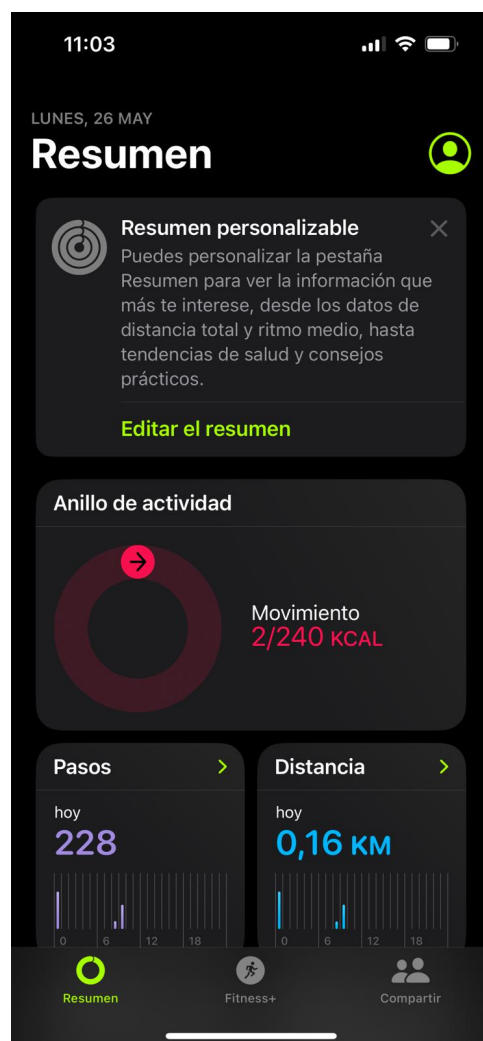 11:03
LUNES, 26 MAY
Resumen
Resumen personalizable
Puedes personalizar la pestaña
Resumen para ver la información que
más te interese, desde los datos de
distancia total y ritmo medio, hasta
tendencias de salud y consejos
prácticos.
Editar el resumen
Anillo de actividad
Movimiento
2/240 KCAL
Pasos
hoy
228
0 6 12 18
Distancia
hoy
0,16 KM
0 6 12 18
Resumen
Fitness+
Compartir